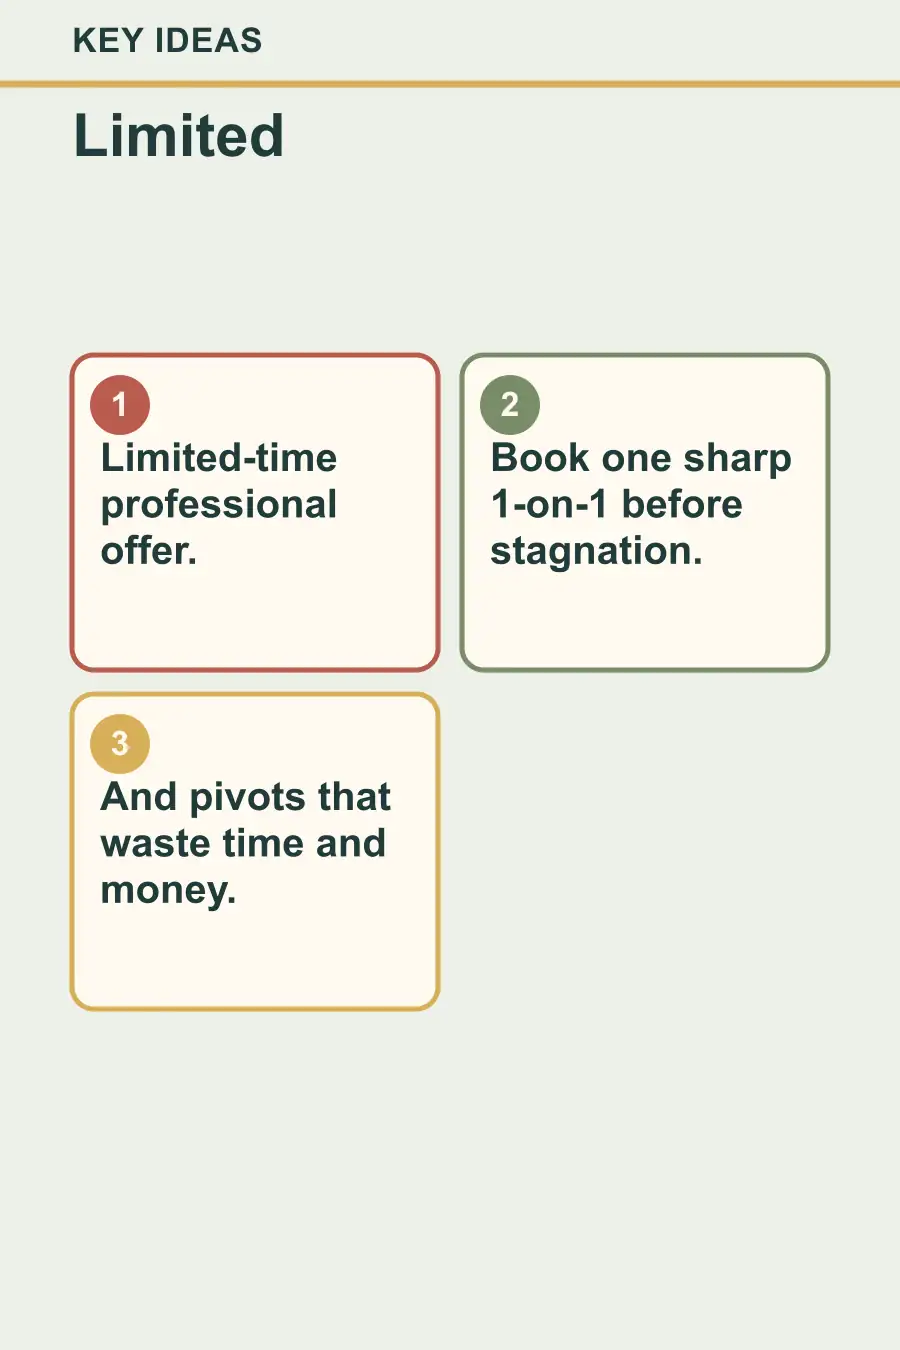 KEY IDEAS
Limited
1
Limited-time
professional
offer.
2
Book one sharp
1-on-1 before
stagnation.
3
And pivots that
waste time and
money.